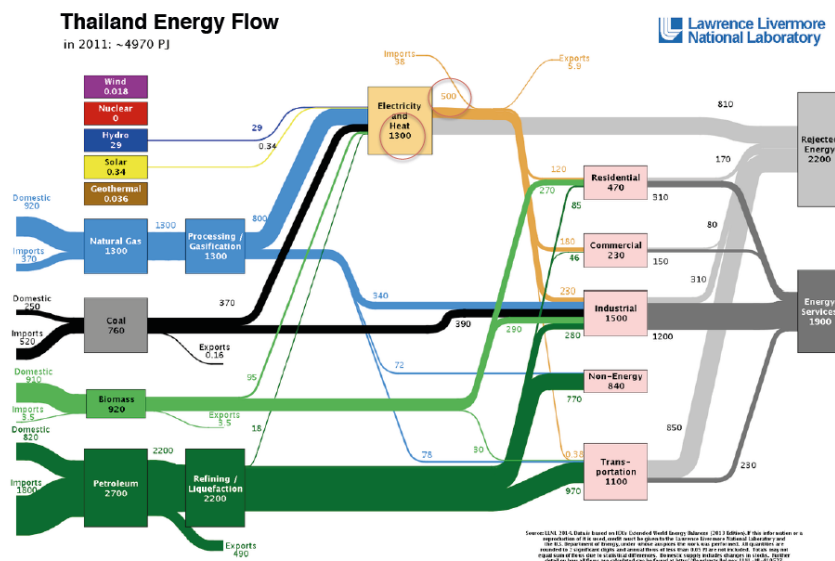 Thailand Energy Flow
in 2011: ~4970 PJ
Lawrence Livermore
National Laboratory
Wind
0.018
Nuclear
0
Hydro
29
Solar
0.34
Geothermal
0.036
29
0.34
Imports
38
Exports
5.9
500
Electricity
and
Heat
1300
810
Rejected
Energy
2200
Domestic
920
Imports
370
Natural Gas
1300
1300
Processing /
Gasification
1300
800
120
270
85
Residential
470
170
310
180
46
Commercial
230
80
150
Domestic
250
Imports
520
Coal
760
370
Exports
0.16
340
390
220
290
280
Industrial
1500
310
1200
Energy
Services
1900
Domestic
910
Imports
3.5
Biomass
920
95
Exports
3.5
72
Non-Energy
840
770
Domestic
820
Imports
1800
Petroleum
2700
2200
Refining /
Liquefaction
2200
18
Exports
490
78
30
0.38
970
Trans-
portation
1100
850
230